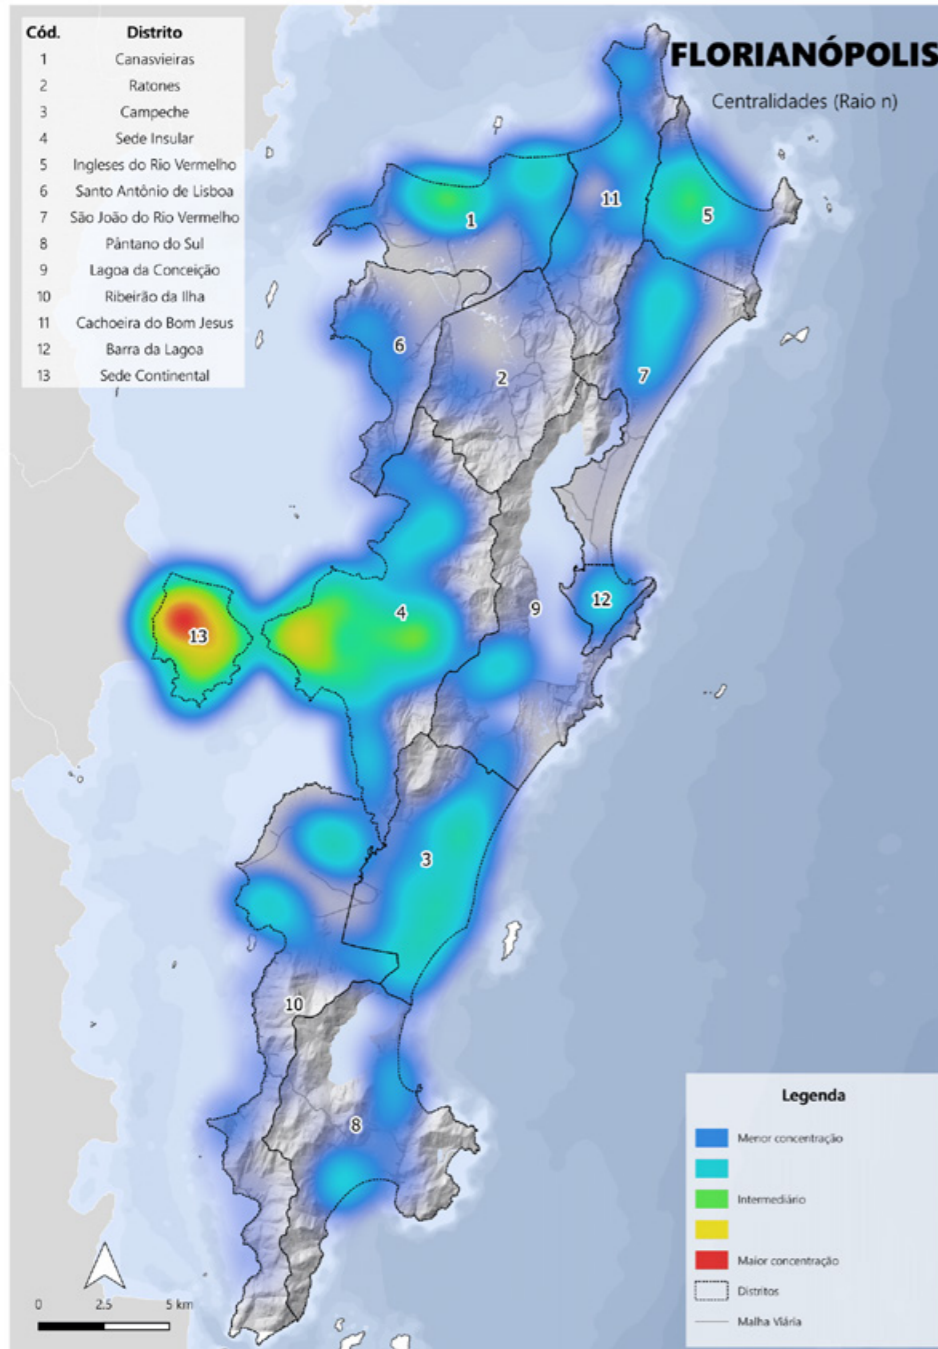 Cód. Distrito
1 Canasvieiras
2 Ratones
3 Campeche
4 Sede Insular
5 Ingleses do Rio Vermelho
6 Santo Antônio de Lisboa
7 São João do Rio Vermelho
8 Pântano do Sul
9 Lagoa da Conceição
10 Ribeirão da Ilha
11 Cachoeira do Bom Jesus
12 Barra da Lagoa
13 Sede Continental
FLORIANÓPOLIS
Centralidades (Raio n)
11
1
5
6
2
7
12
9
4
13
3
10
8
Legenda
Menor concentração
Intermediário
Maior concentração
Distritos
Malha Viária
0 2.5 5 km